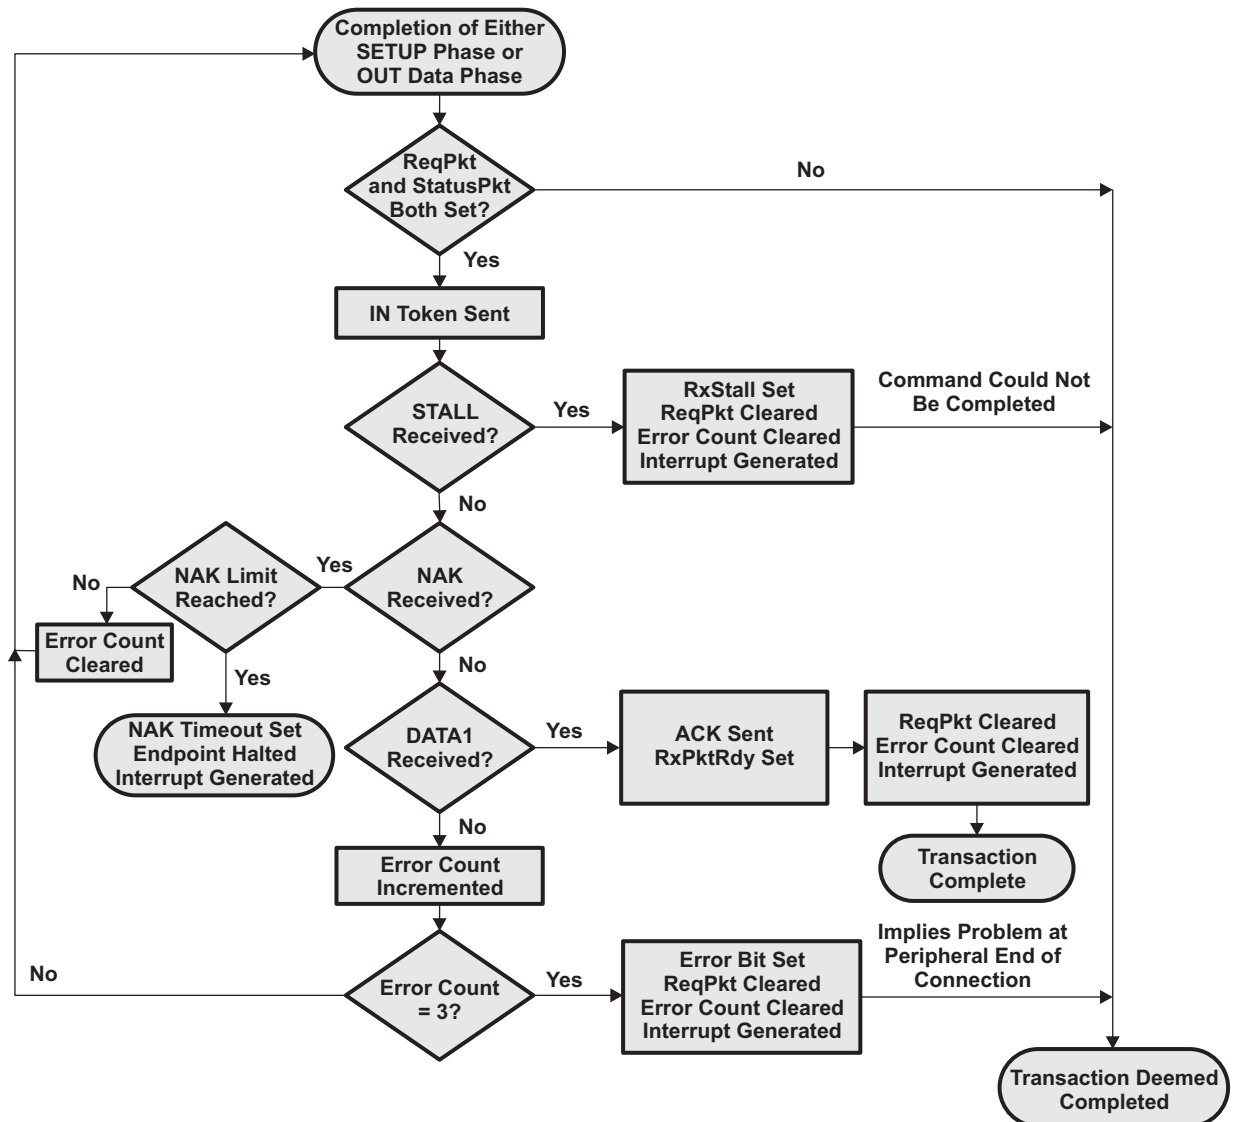 Completion of Either
SETUP Phase or
OUT Data Phase
ReqPkt
and StatusPkt
Both Set?
No
Yes
IN Token Sent
STALL
Received?
Yes
RxStall Set
ReqPkt Cleared
Error Count Cleared
Interrupt Generated
Command Could Not
Be Completed
No
NAK
Received?
Yes
NAK Limit
Reached?
No
Error Count
Cleared
Yes
NAK Timeout Set
Endpoint Halted
Interrupt Generated
No
DATA1
Received?
Yes
ACK Sent
RxPktRdy Set
ReqPkt Cleared
Error Count Cleared
Interrupt Generated
Transaction
Complete
No
Error Count
Incremented
Error Count
= 3?
No
Yes
Error Bit Set
ReqPkt Cleared
Error Count Cleared
Interrupt Generated
Implies Problem at
Peripheral End of
Connection
Transaction Deemed
Completed